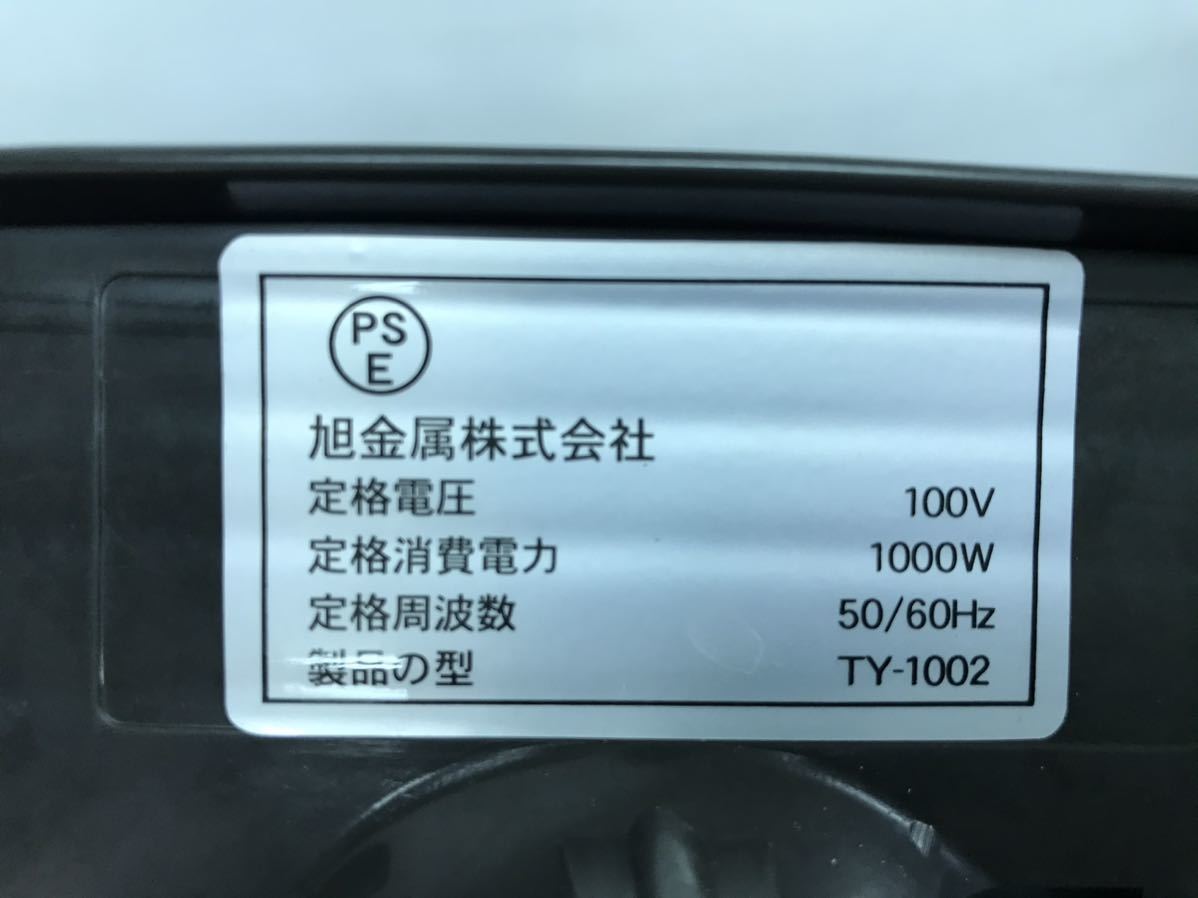 PS
E
旭金属株式会社
定格電圧 100V
定格消費電力 1000W
定格周波数 50/60Hz
製品の型 TY-1002